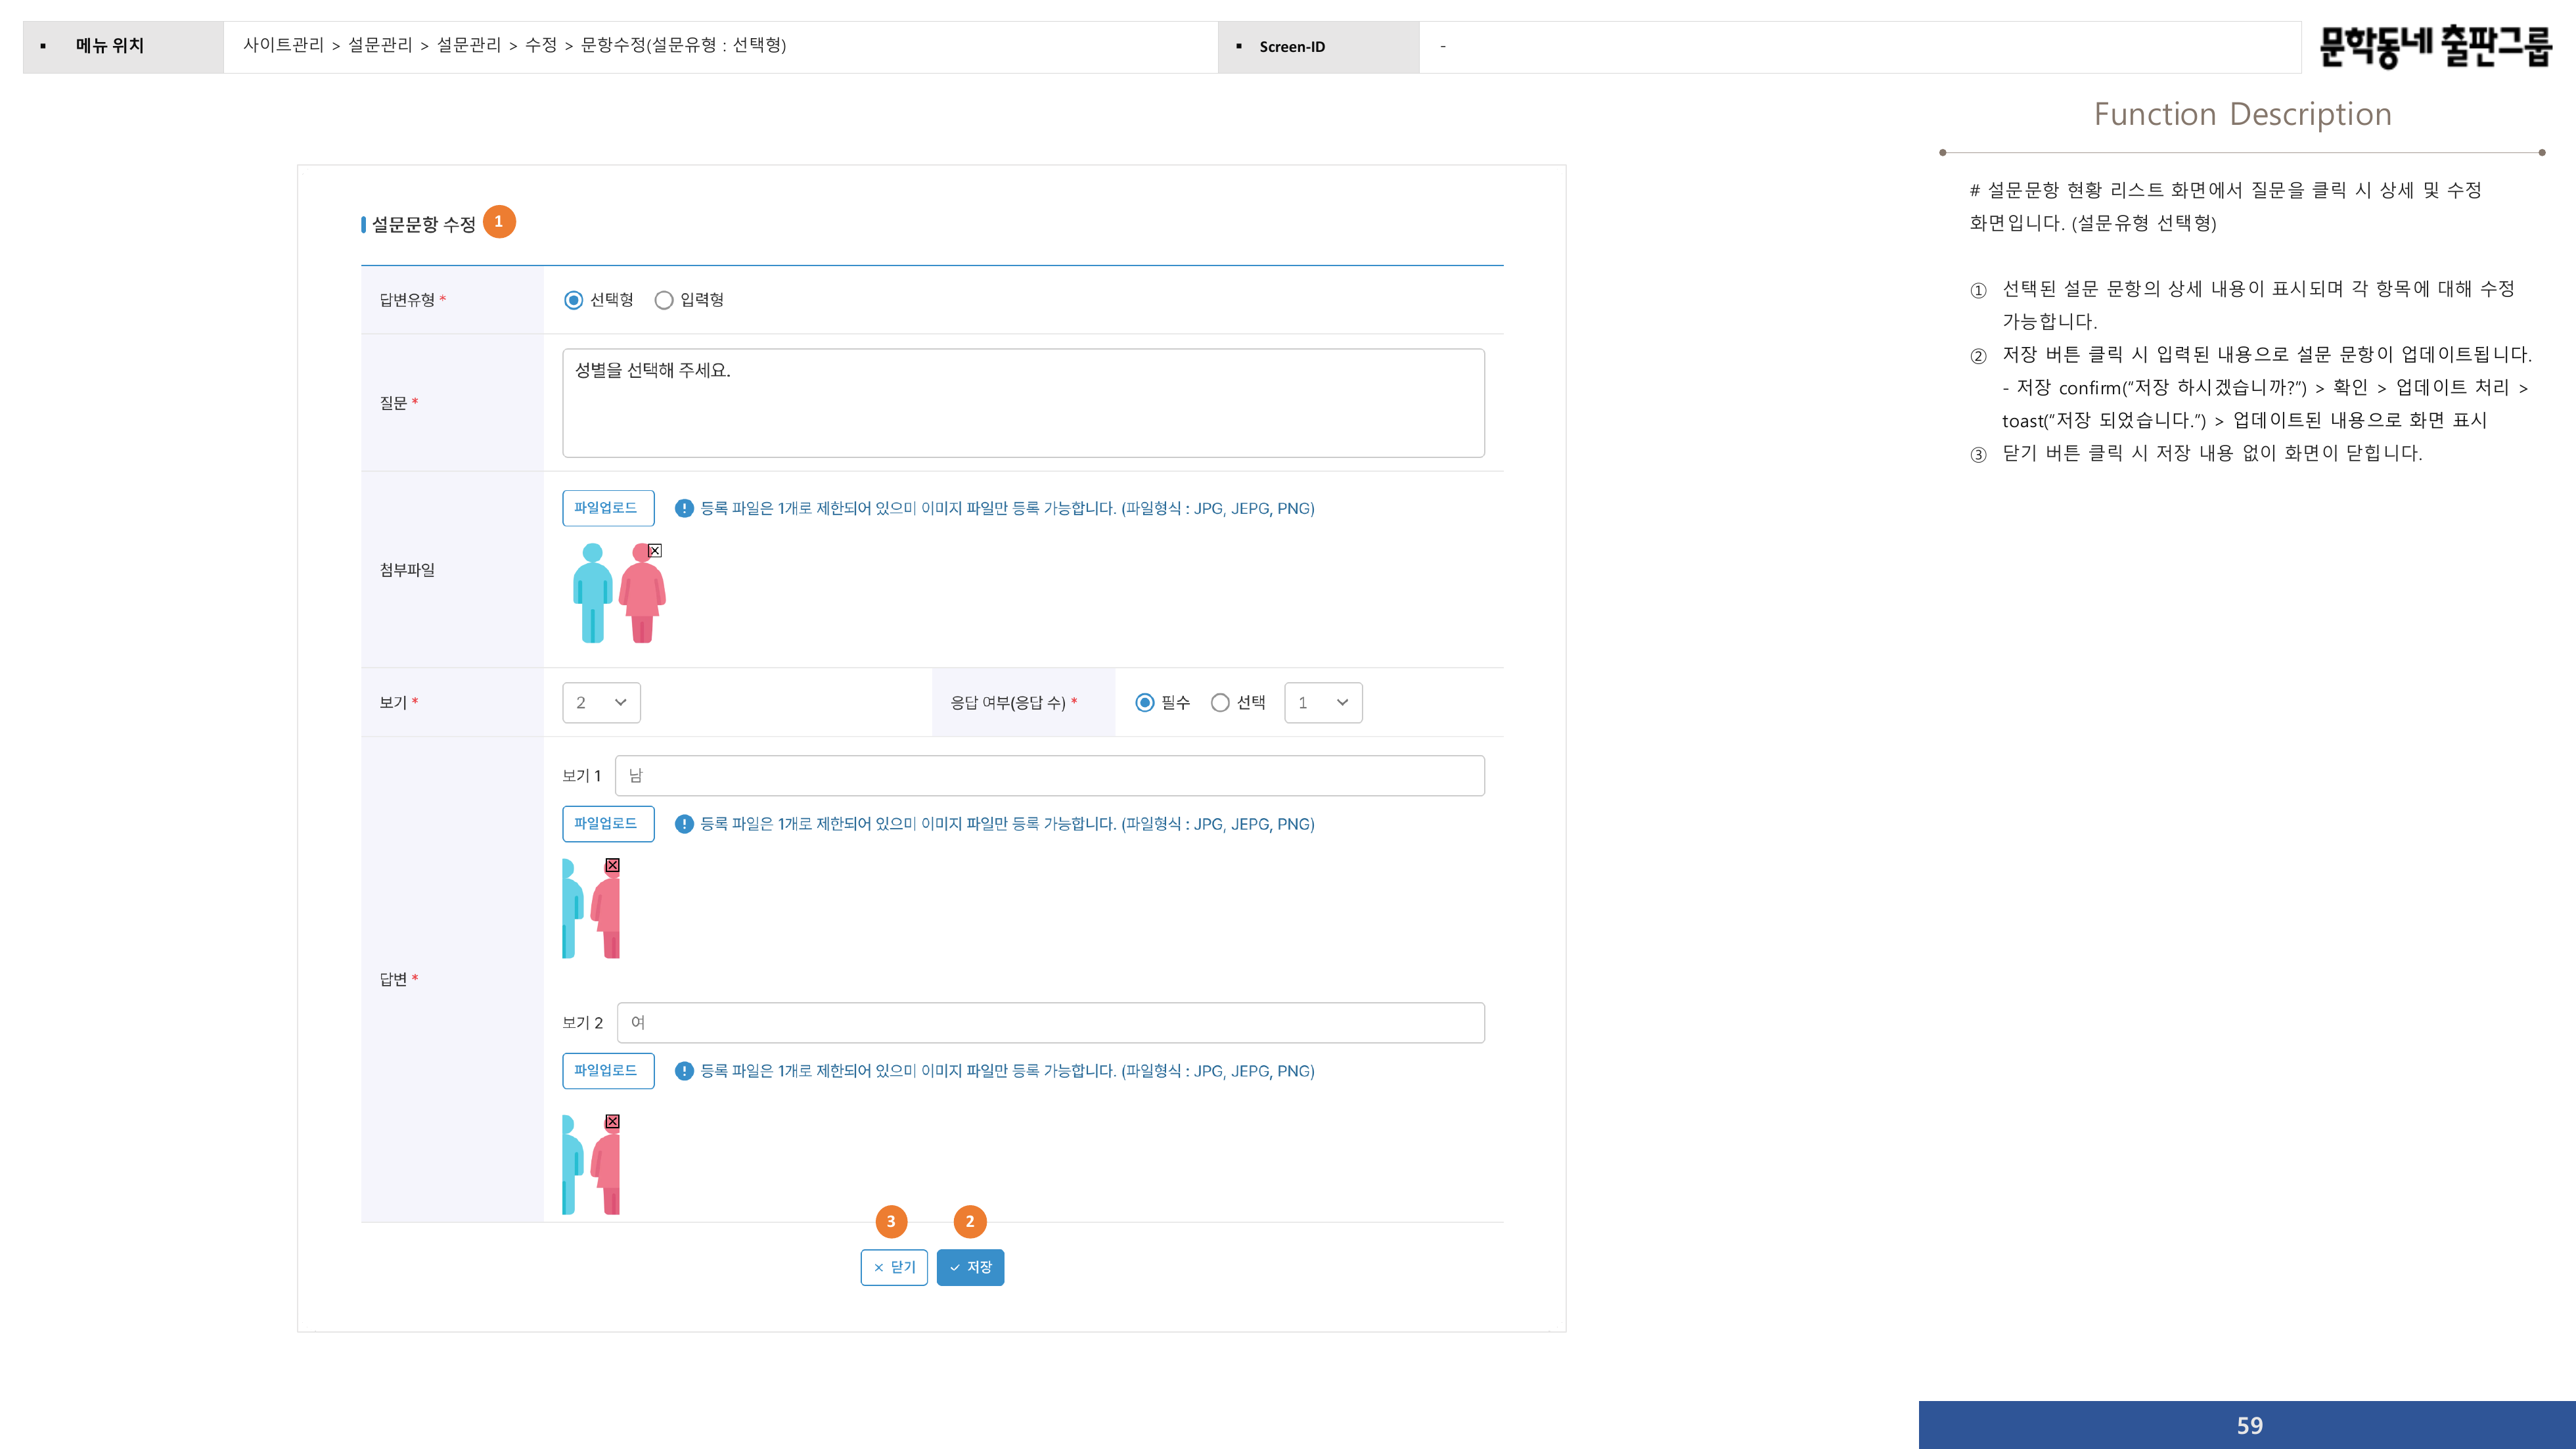 ▪ 메뉴 위치
사이트관리 > 설문관리 > 설문관리 > 수정 > 문항수정(설문유형 : 선택형)
▪ Screen-ID
-
문학동네 출판그룹
Function Description
# 설문문항 현황 리스트 화면에서 질문을 클릭 시 상세 및 수정
화면입니다. (설문유형 선택형)
① 선택된 설문 문항의 상세 내용이 표시되며 각 항목에 대해 수정
가능합니다.
② 저장 버튼 클릭 시 입력된 내용으로 설문 문항이 업데이트됩니다.
- 저장 confirm(“저장 하시겠습니까?”) > 확인 > 업데이트 처리 >
toast(“저장 되었습니다.”) > 업데이트된 내용으로 화면 표시
③ 닫기 버튼 클릭 시 저장 내용 없이 화면이 닫힙니다.
설문문항 수정 1
답변유형 * 선택형 입력형
질문 * 성별을 선택해 주세요.
첨부파일
파일업로드 ! 등록 파일은 1개로 제한되어 있으미 이미지 파일만 등록 가능합니다. (파일형식 : JPG, JEPG, PNG)
보기 * 2 응답 여부(응답 수) * 필수 선택 1
답변 *
보기 1 남
파일업로드 ! 등록 파일은 1개로 제한되어 있으미 이미지 파일만 등록 가능합니다. (파일형식 : JPG, JEPG, PNG)
보기 2 여
파일업로드 ! 등록 파일은 1개로 제한되어 있으미 이미지 파일만 등록 가능합니다. (파일형식 : JPG, JEPG, PNG)
3 2
× 닫기 ✓ 저장
59